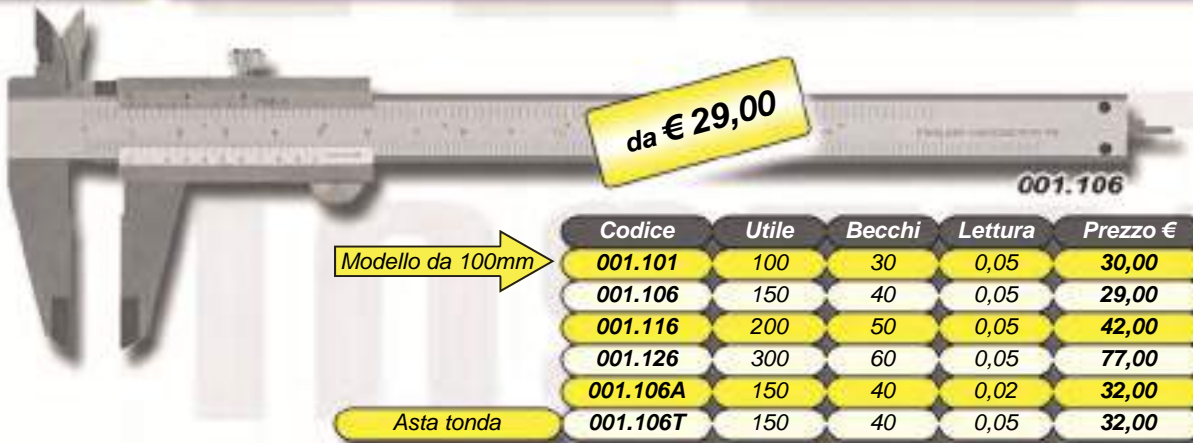 da € 29,00
001.106
Codice Utile Becchi Lettura Prezzo €
Modello da 100mm 001.101 100 30 0,05 30,00
001.106 150 40 0,05 29,00
001.116 200 50 0,05 42,00
001.126 300 60 0,05 77,00
001.106A 150 40 0,02 32,00
Asta tonda 001.106T 150 40 0,05 32,00